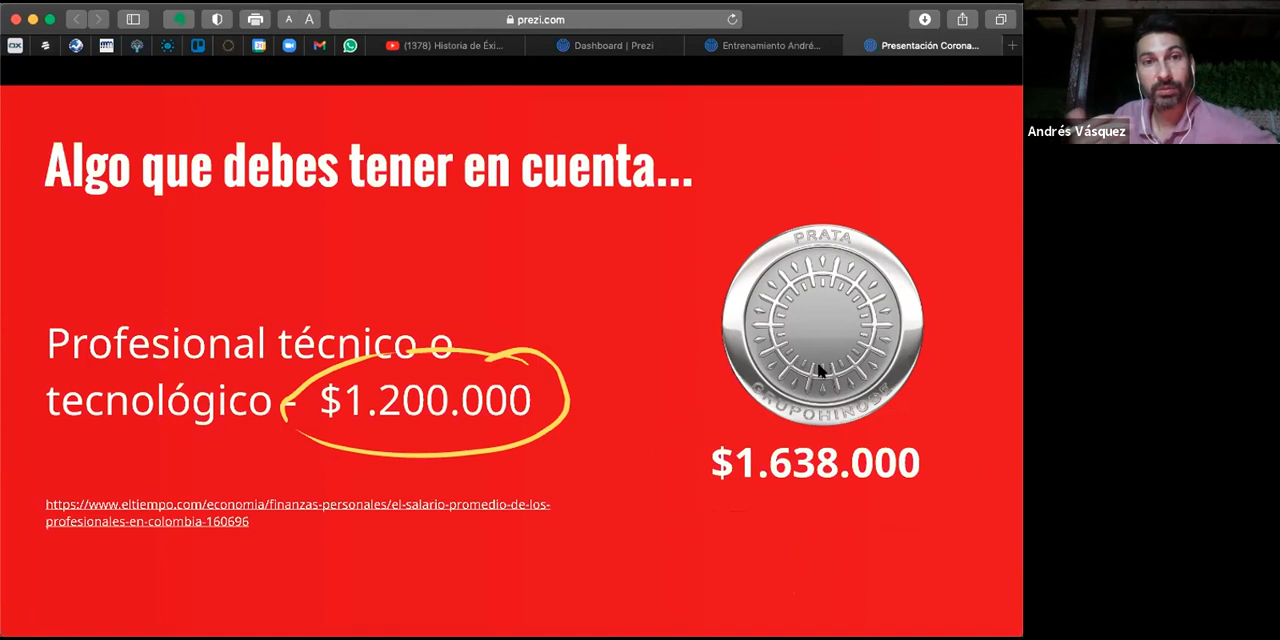 A A
prezi.com
(1378) Historia de Éxi...
Dashboard | Prezi
Entrenamiento André...
Presentación Corona...
Andrés Vásquez
Algo que debes tener en cuenta...
PRATA
GRUPOHINODE
Profesional técnico o
tecnológico - $1.200.000
$1.638.000
https://www.eltiempo.com/economia/finanzas-personales/el-salario-promedio-de-los-
profesionales-en-colombia-160696